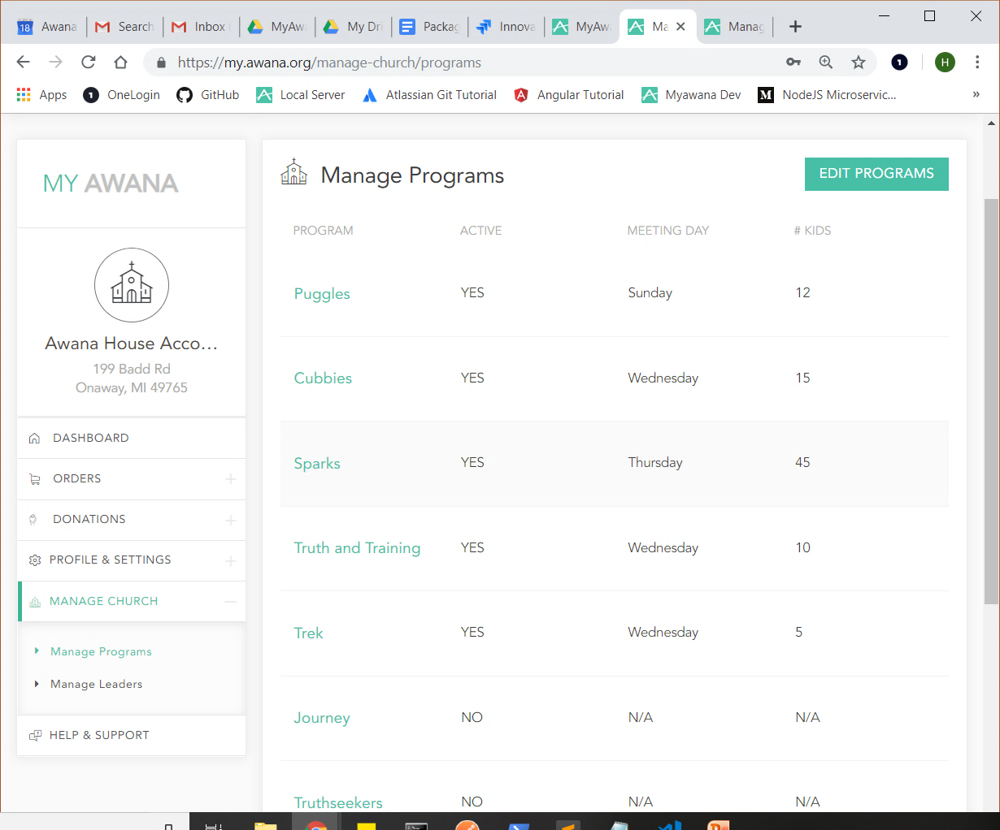 18 Awana Search Inbox MyAw My Dri Packag Innova MyAw Ma Manag
https://my.awana.org/manage-church/programs 1 H
Apps 1 OneLogin GitHub Local Server Atlassian Git Tutorial Angular Tutorial Myawana Dev M NodeJS Microservic... »
MY AWANA
Awana House Acco...
199 Badd Rd
Onaway, MI 49765
DASHBOARD
ORDERS
DONATIONS
PROFILE & SETTINGS
MANAGE CHURCH
Manage Programs
Manage Leaders
HELP & SUPPORT
Manage Programs EDIT PROGRAMS
PROGRAM ACTIVE MEETING DAY # KIDS
Puggles YES Sunday 12
Cubbies YES Wednesday 15
Sparks YES Thursday 45
Truth and Training YES Wednesday 10
Trek YES Wednesday 5
Journey NO N/A N/A
Truthseekers NO N/A N/A